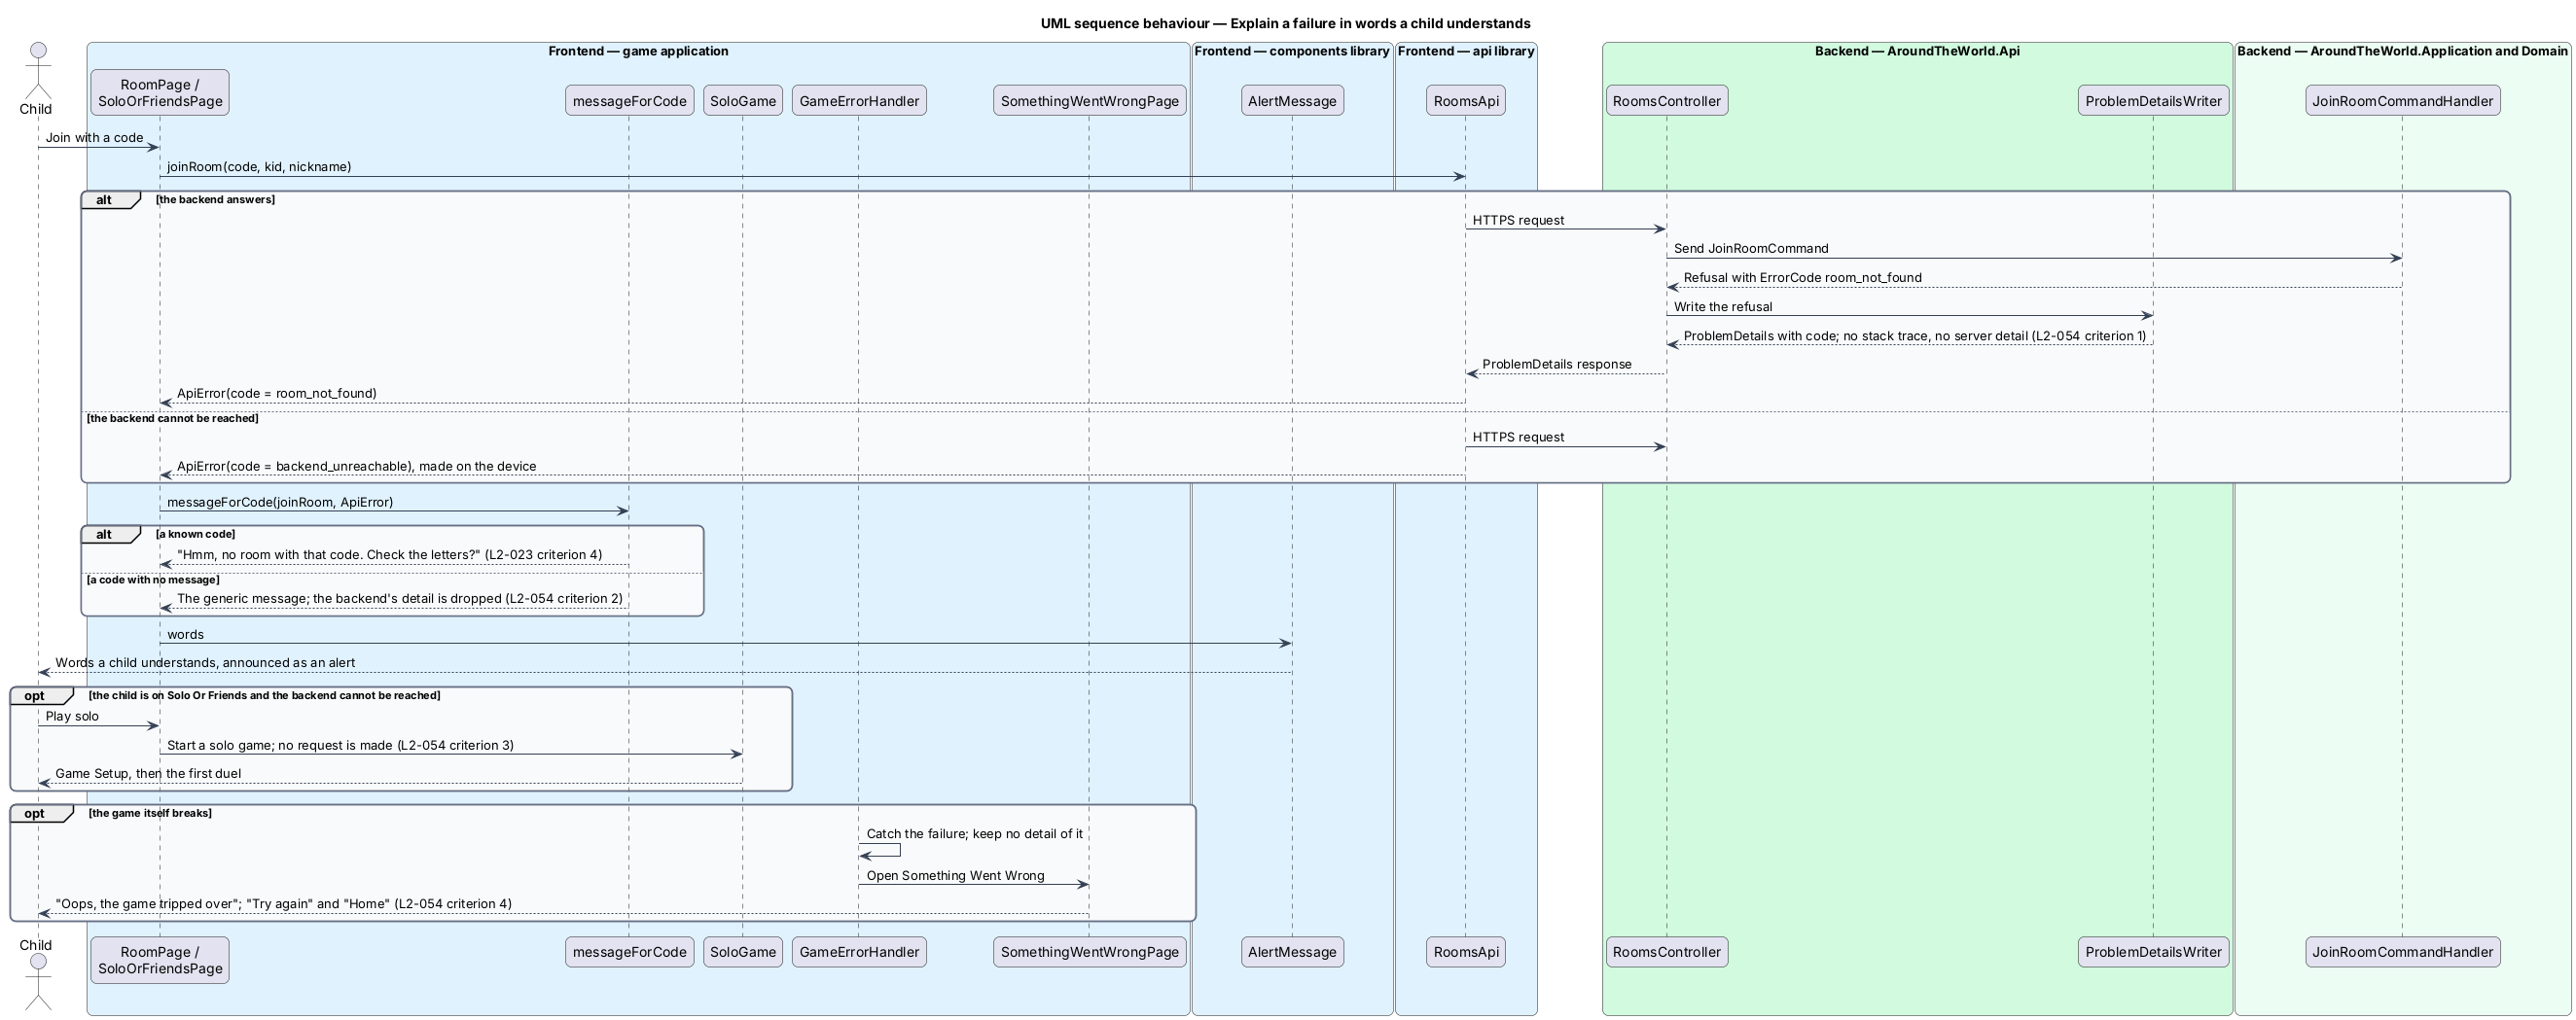 UML sequence behaviour — Explain a failure in words a child understands
Frontend — game application
Frontend — components library
Frontend — api library
Backend — AroundTheWorld.Api
Backend — AroundTheWorld.Application and Domain
Child
RoomPage /
SoloOrFriendsPage
messageForCode
SoloGame
GameErrorHandler
SomethingWentWrongPage
AlertMessage
RoomsApi
RoomsController
ProblemDetailsWriter
JoinRoomCommandHandler
Join with a code
joinRoom(code, kid, nickname)
alt
[the backend answers]
HTTPS request
Send JoinRoomCommand
Refusal with ErrorCode room_not_found
Write the refusal
ProblemDetails with code; no stack trace, no server detail (L2-054 criterion 1)
ProblemDetails response
ApiError(code = room_not_found)
[the backend cannot be reached]
HTTPS request
ApiError(code = backend_unreachable), made on the device
messageForCode(joinRoom, ApiError)
alt
[a known code]
"Hmm, no room with that code. Check the letters?" (L2-023 criterion 4)
[a code with no message]
The generic message; the backend's detail is dropped (L2-054 criterion 2)
words
Words a child understands, announced as an alert
opt
[the child is on Solo Or Friends and the backend cannot be reached]
Play solo
Start a solo game; no request is made (L2-054 criterion 3)
Game Setup, then the first duel
opt
[the game itself breaks]
Catch the failure; keep no detail of it
Open Something Went Wrong
"Oops, the game tripped over"; "Try again" and "Home" (L2-054 criterion 4)
Child
RoomPage /
SoloOrFriendsPage
messageForCode
SoloGame
GameErrorHandler
SomethingWentWrongPage
AlertMessage
RoomsApi
RoomsController
ProblemDetailsWriter
JoinRoomCommandHandler